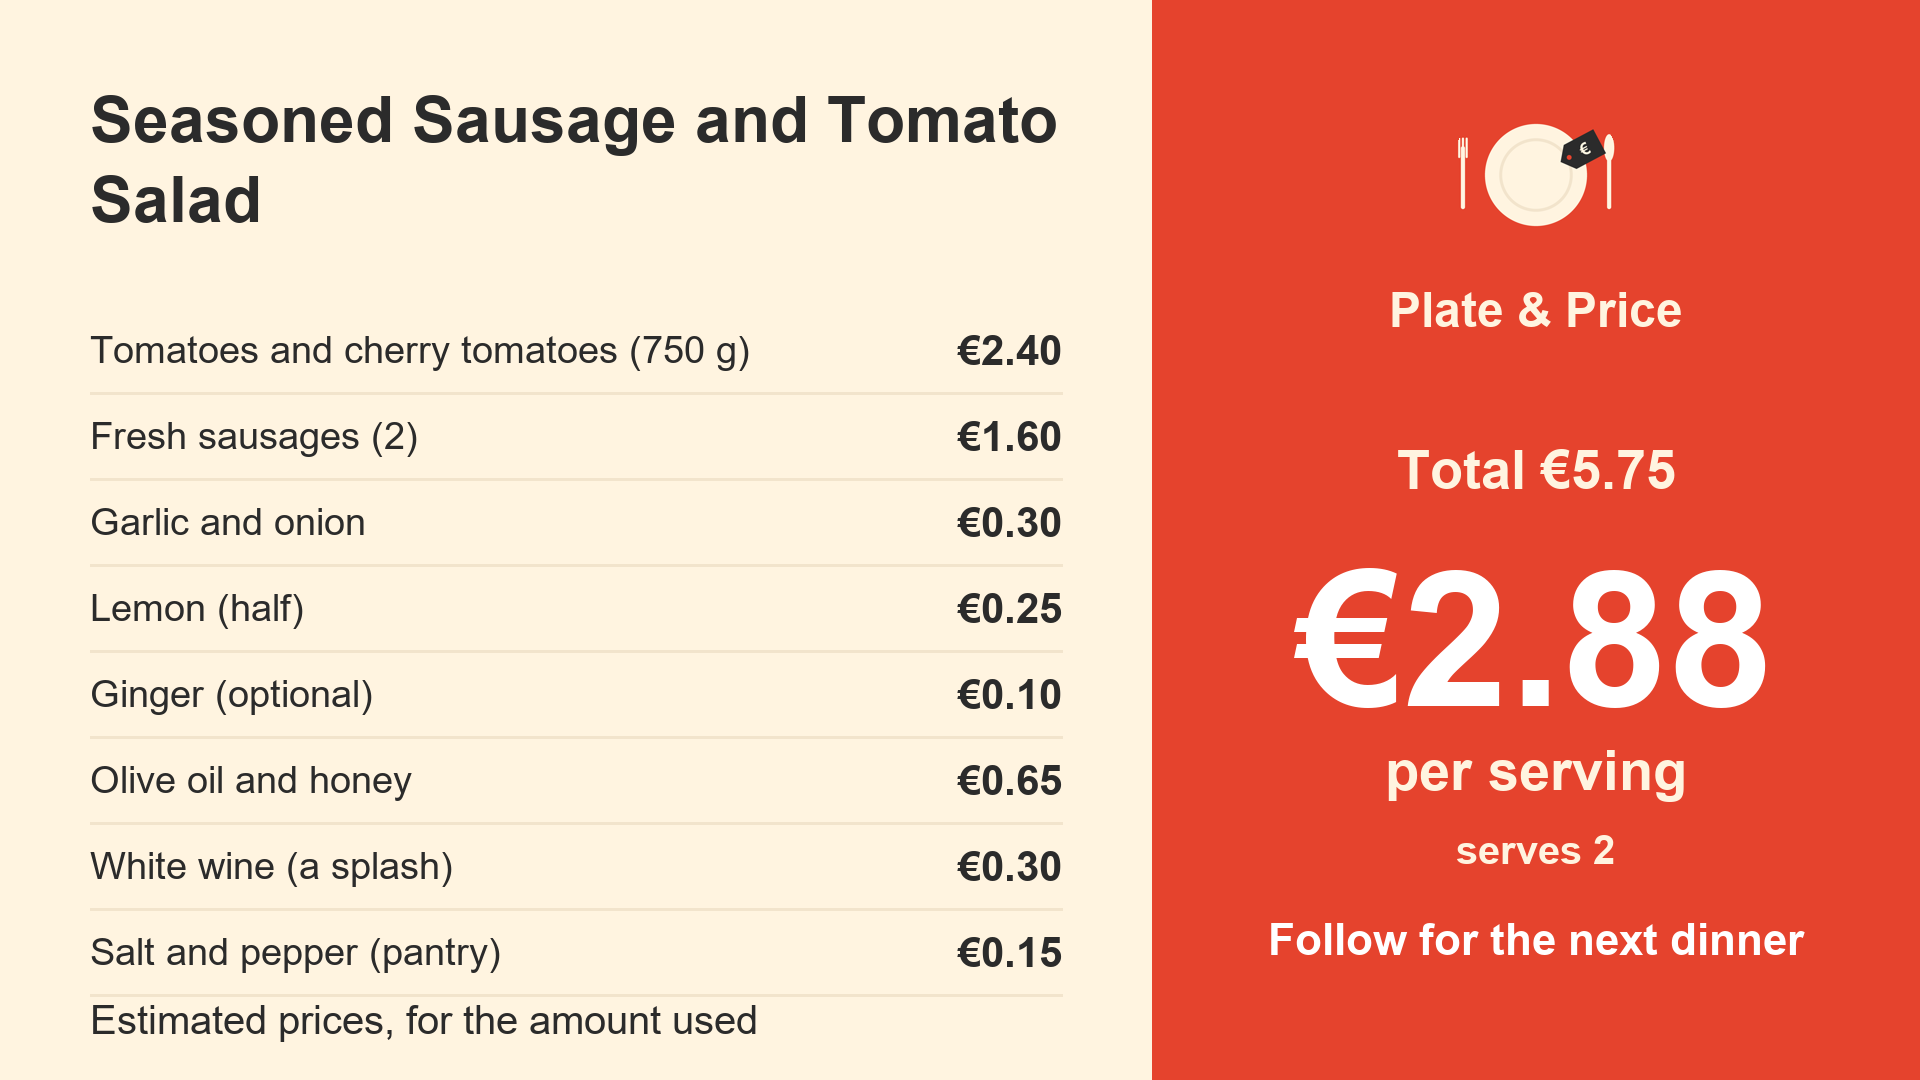 Seasoned Sausage and Tomato
Salad
Tomatoes and cherry tomatoes (750 g) €2.40
Fresh sausages (2) €1.60
Garlic and onion €0.30
Lemon (half) €0.25
Ginger (optional) €0.10
Olive oil and honey €0.65
White wine (a splash) €0.30
Salt and pepper (pantry) €0.15
Estimated prices, for the amount used
€
Plate & Price
Total €5.75
€2.88
per serving
serves 2
Follow for the next dinner